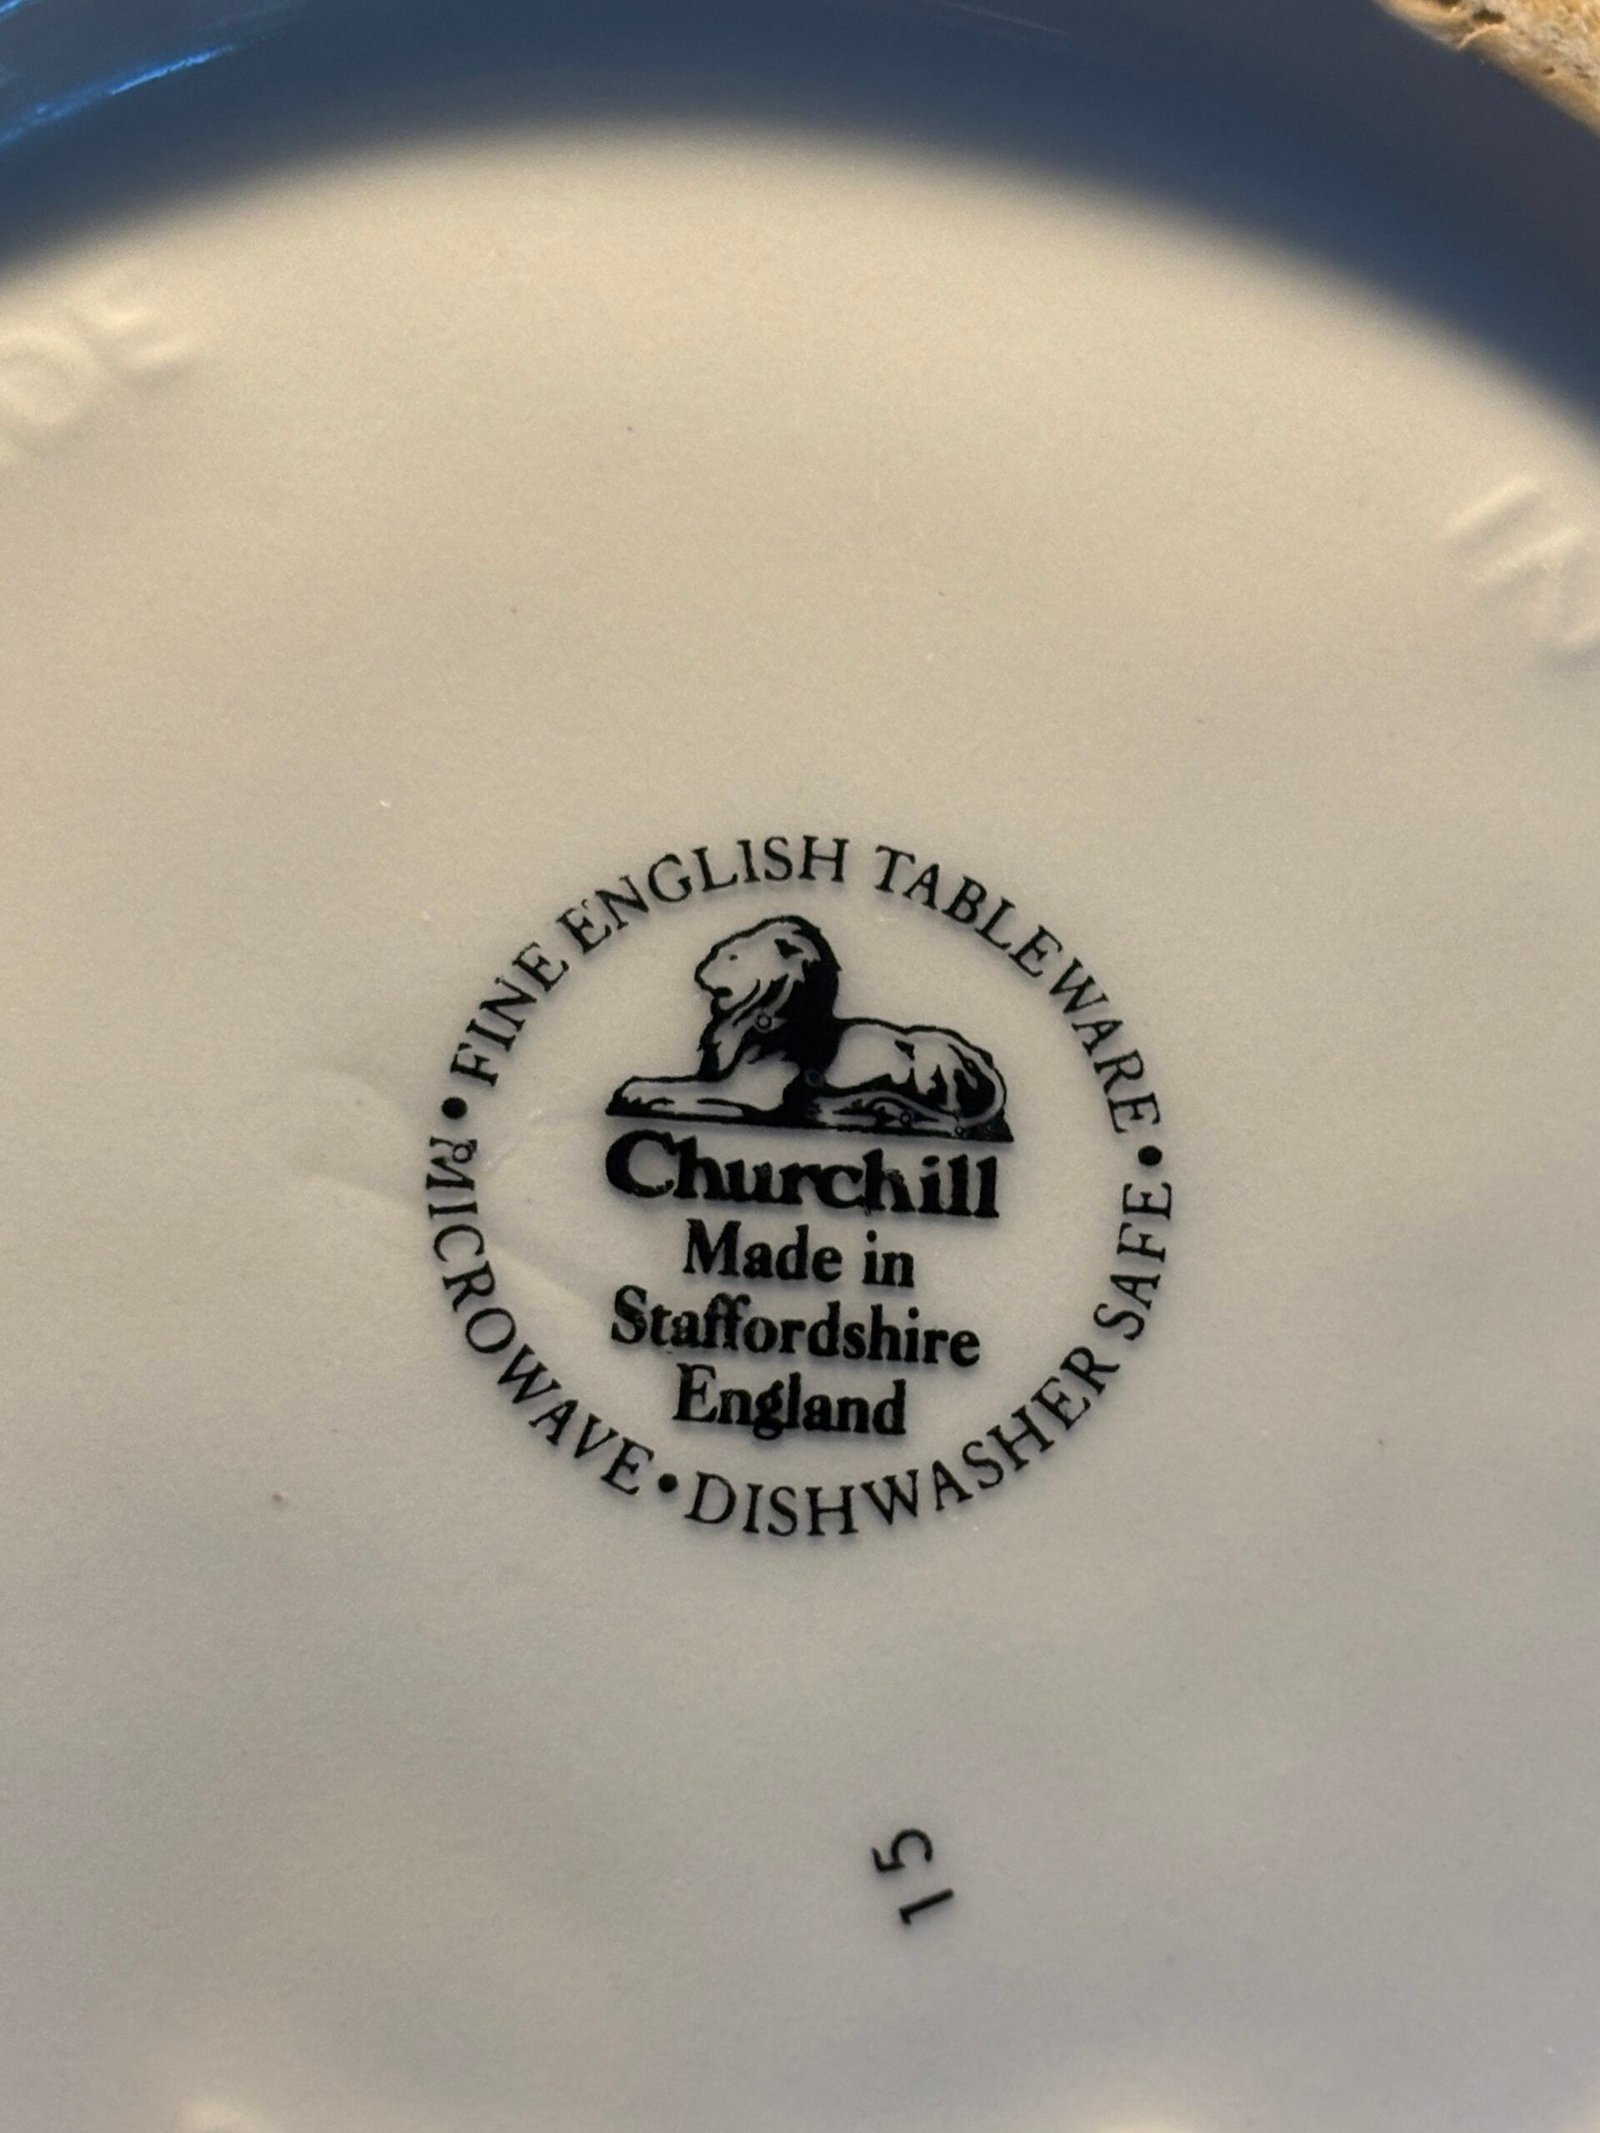 • FINE ENGLISH TABLEWARE •
MICROWAVE • DISHWASHER SAFE
Churchill
Made in
Staffordshire
England
15